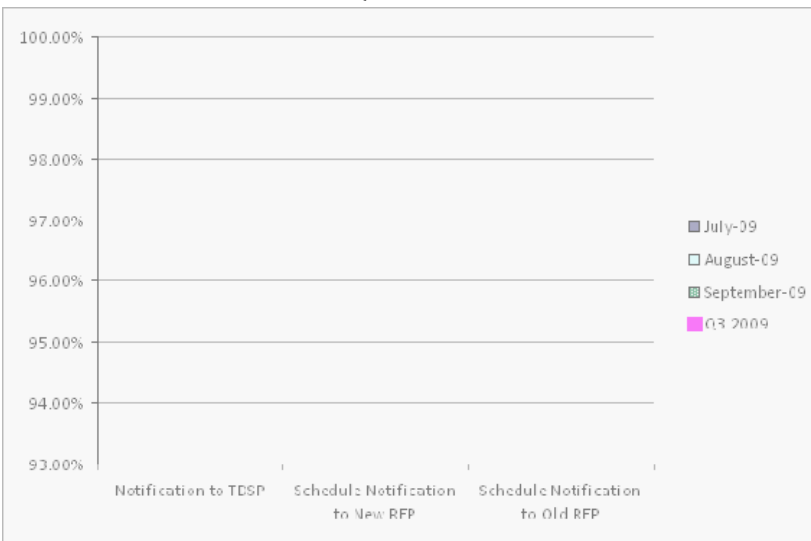 100.00%
99.00%
98.00%
97.00%
96.00%
95.00%
94.00%
93.00%
Notification to TDSP
Schedule Notification
to New REP
Schedule Notification
to Old REP
July-09
August-09
September-09
Q3 2009